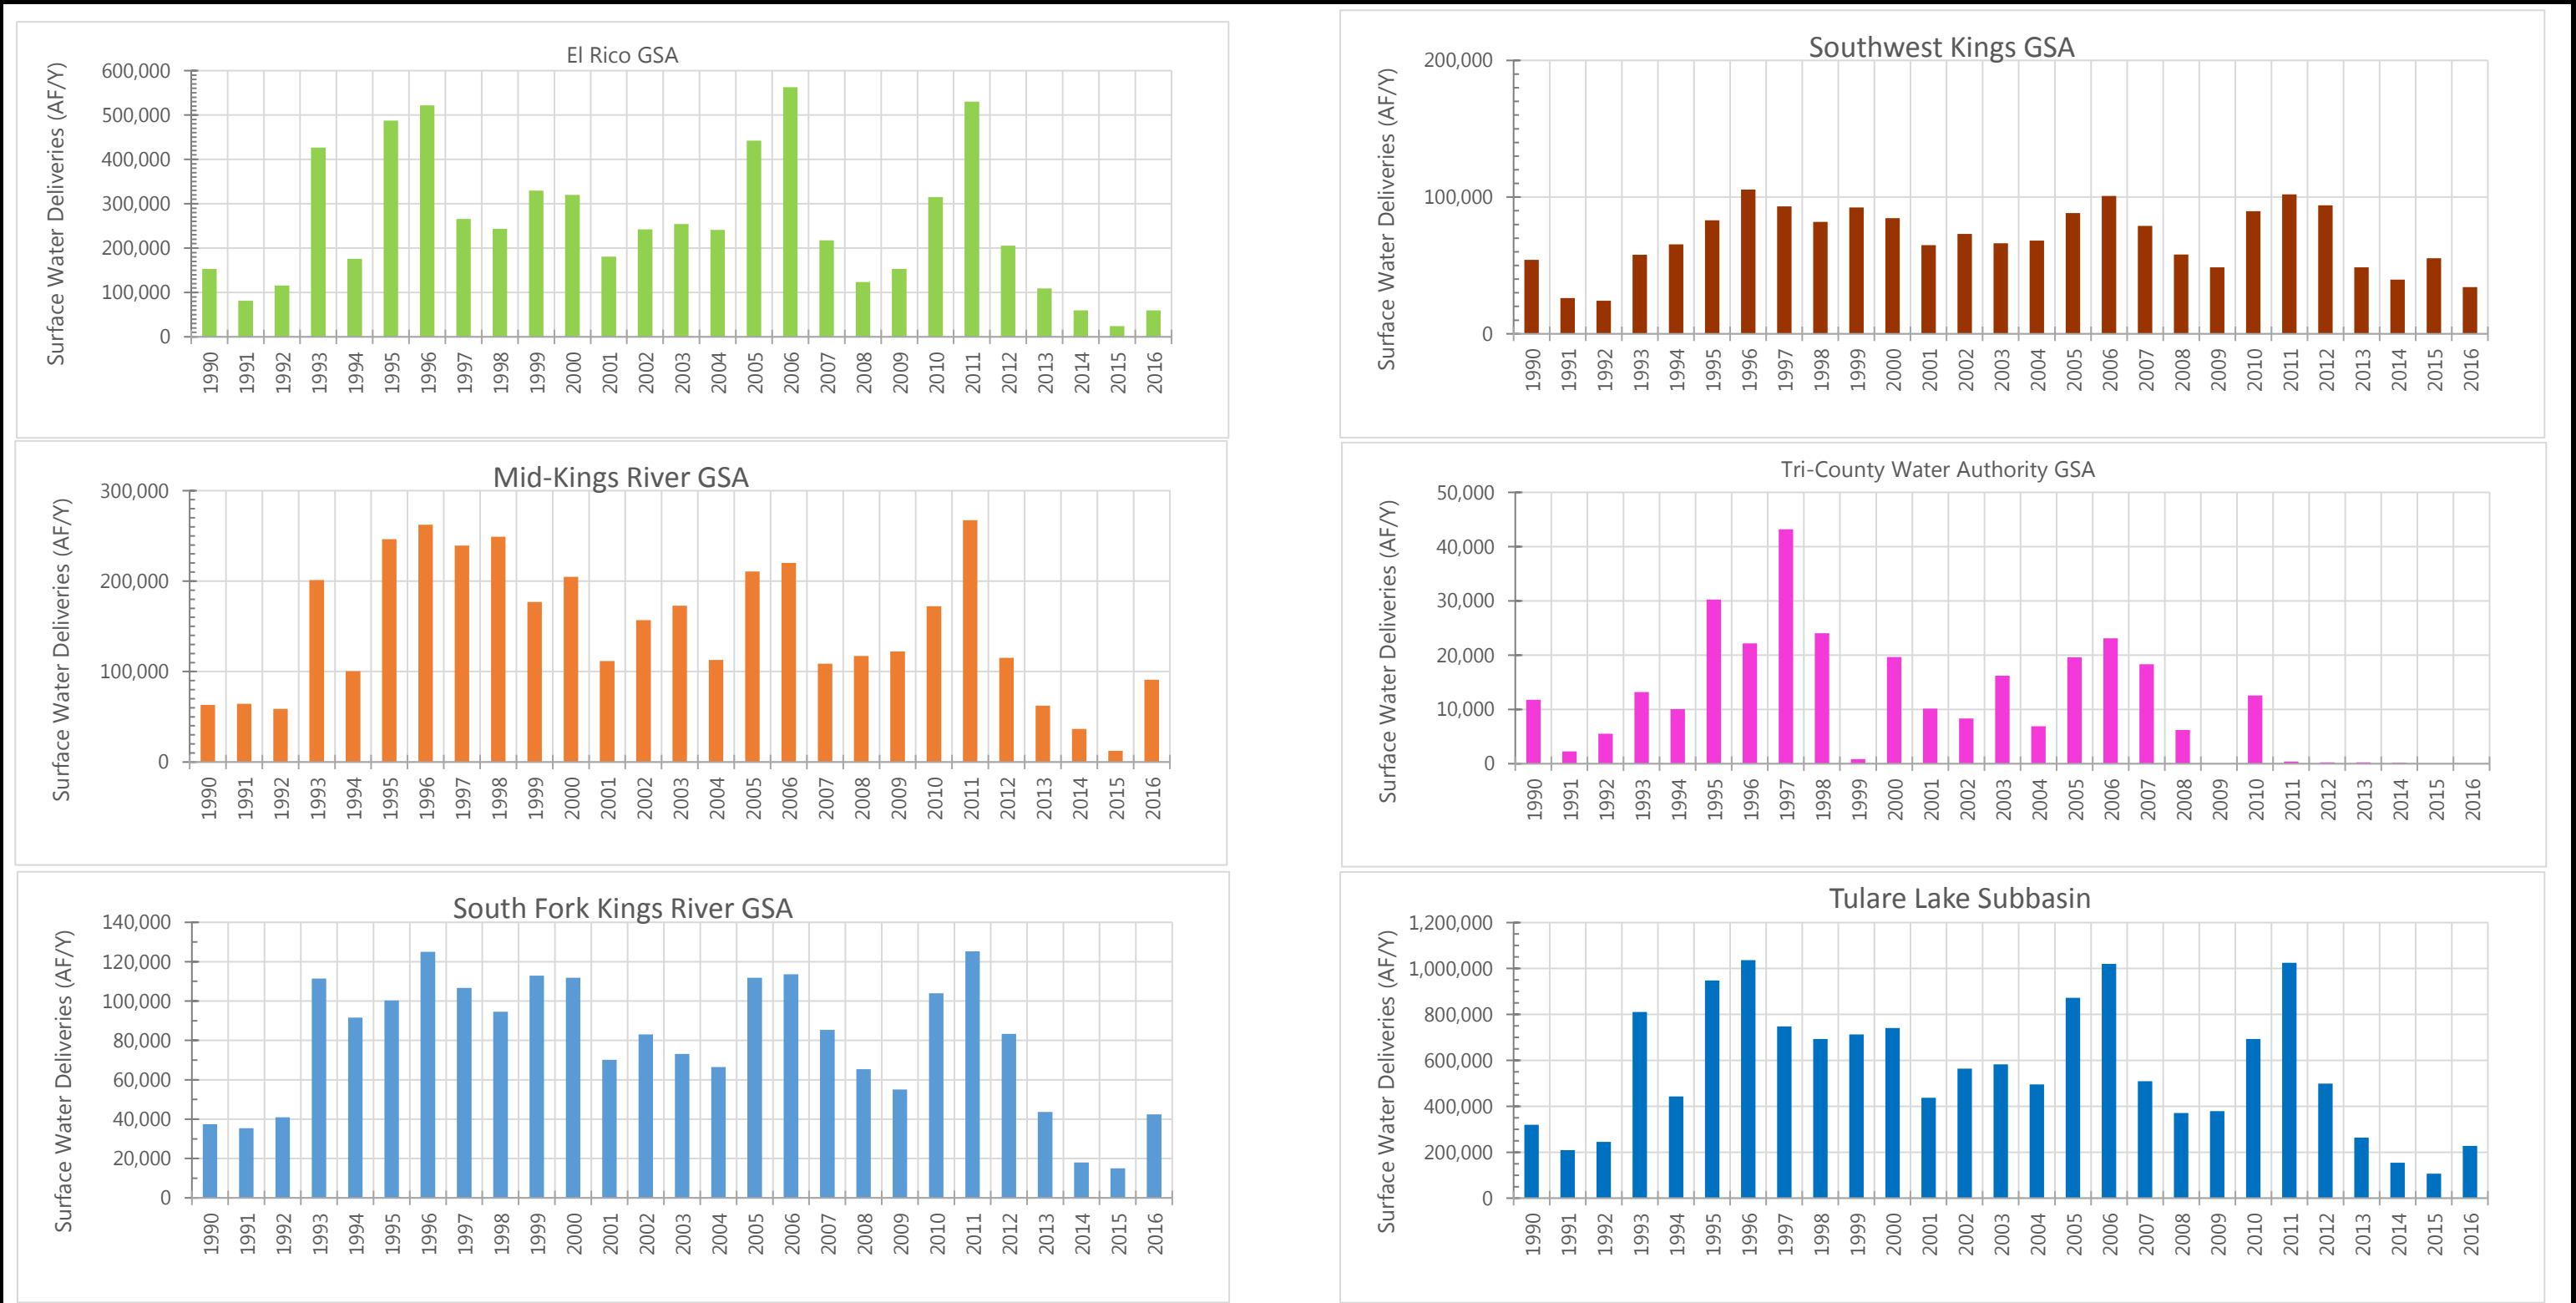 El Rico GSA
Surface Water Deliveries (AF/Y)
600,000
500,000
400,000
300,000
200,000
100,000
0
1990 1991 1992 1993 1994 1995 1996 1997 1998 1999 2000 2001 2002 2003 2004 2005 2006 2007 2008 2009 2010 2011 2012 2013 2014 2015 2016
Southwest Kings GSA
Surface Water Deliveries (AF/Y)
200,000
100,000
0
1990 1991 1992 1993 1994 1995 1996 1997 1998 1999 2000 2001 2002 2003 2004 2005 2006 2007 2008 2009 2010 2011 2012 2013 2014 2015 2016
Mid-Kings River GSA
Surface Water Deliveries (AF/Y)
300,000
200,000
100,000
0
1990 1991 1992 1993 1994 1995 1996 1997 1998 1999 2000 2001 2002 2003 2004 2005 2006 2007 2008 2009 2010 2011 2012 2013 2014 2015 2016
Tri-County Water Authority GSA
Surface Water Deliveries (AF/Y)
50,000
40,000
30,000
20,000
10,000
0
1990 1991 1992 1993 1994 1995 1996 1997 1998 1999 2000 2001 2002 2003 2004 2005 2006 2007 2008 2009 2010 2011 2012 2013 2014 2015 2016
South Fork Kings River GSA
Surface Water Deliveries (AF/Y)
140,000
120,000
100,000
80,000
60,000
40,000
20,000
0
1990 1991 1992 1993 1994 1995 1996 1997 1998 1999 2000 2001 2002 2003 2004 2005 2006 2007 2008 2009 2010 2011 2012 2013 2014 2015 2016
Tulare Lake Subbasin
Surface Water Deliveries (AF/Y)
1,200,000
1,000,000
800,000
600,000
400,000
200,000
0
1990 1991 1992 1993 1994 1995 1996 1997 1998 1999 2000 2001 2002 2003 2004 2005 2006 2007 2008 2009 2010 2011 2012 2013 2014 2015 2016